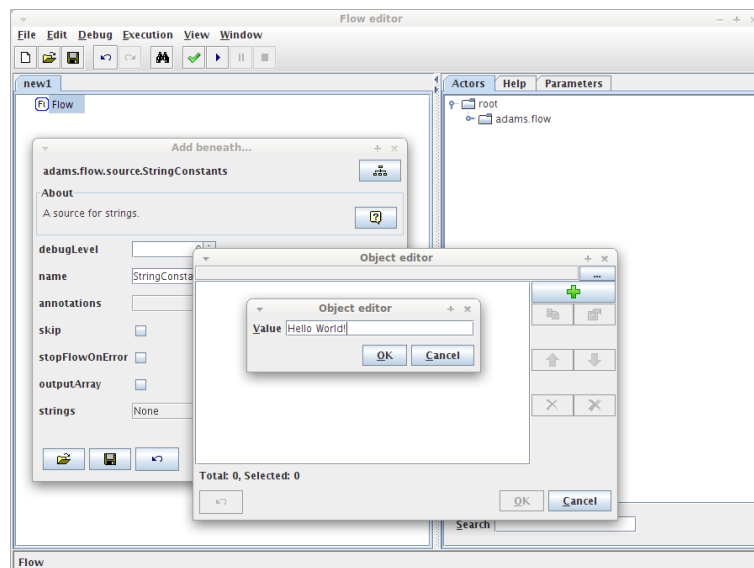 Flow editor
File Edit Debug Execution View Window
new1
Flow
Actors Help Parameters
root
adams.flow
Add beneath...
adams.flow.source.StringConstants
About
A source for strings.
debugLevel
name StringConsta
annotations
skip
stopFlowOnError
outputArray
strings None
Object editor
...
Object editor
Value Hello World!
OK Cancel
Total: 0, Selected: 0
OK Cancel
Search
Flow